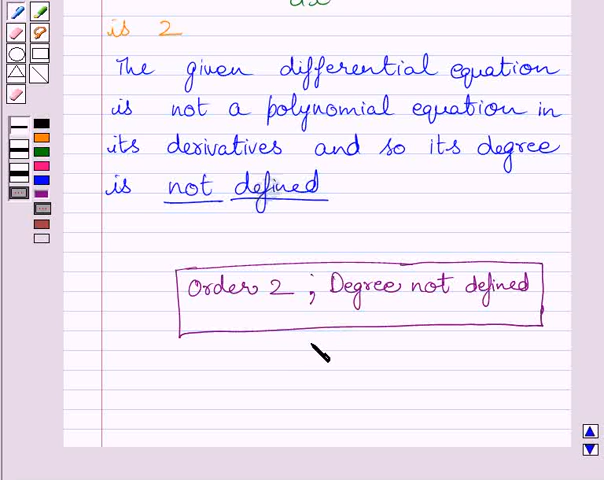 is 2
The given differential equation
is not a polynomial equation in
its derivatives and so its degree
is not defined
Order 2 ; Degree not defined